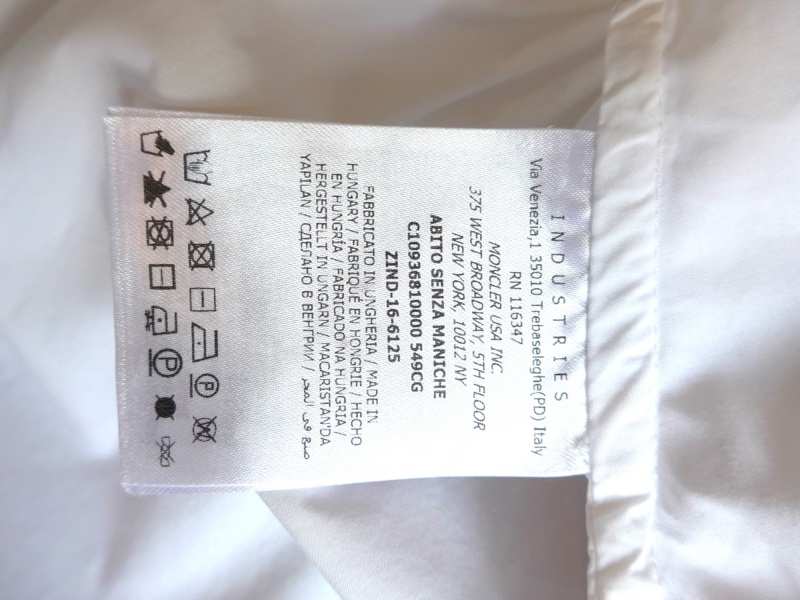 INDUSTRIES
Via Venezia,1 35010 Trebaseleghe(PD) Italy
RN 116347
MONCLER USA INC.
375 WEST BROADWAY, 5TH FLOOR
NEW YORK, 10012 NY
ABITO SENZA MANICHE
C10936810000 549CG
ZIND-16-6125
FABBRICATO IN UNGHERIA / MADE IN
HUNGARY / FABRIQUÉ EN HONGRIE / HECHO
EN HUNGRÍA / FABRICADO NA HUNGRIA /
HERGESTELLT IN UNGARN / MACARISTAN'DA
YAPILAN / СДЕЛАНО В ВЕНГРИИ / صنع في المجر